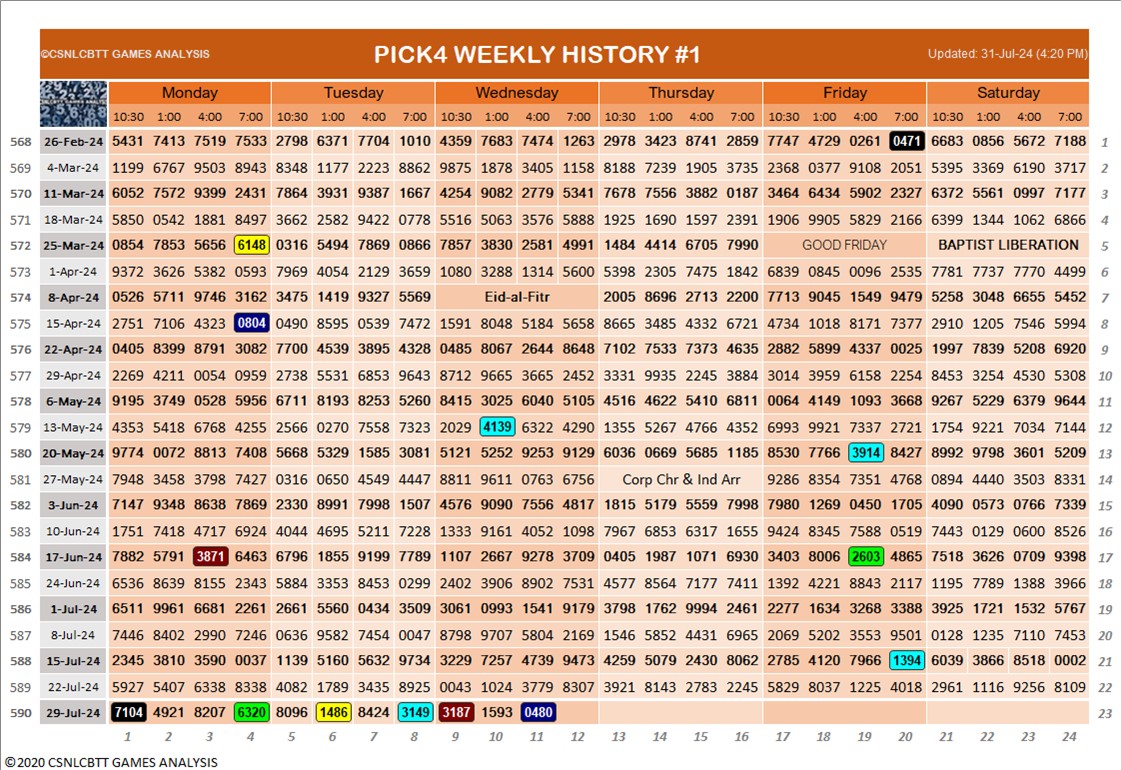 ©CSNLCBTT GAMES ANALYSIS PICK4 WEEKLY HISTORY #1 Updated: 31-Jul-24 (4:20 PM)
Monday Tuesday Wednesday Thursday Friday Saturday
10:30 1:00 4:00 7:00 10:30 1:00 4:00 7:00 10:30 1:00 4:00 7:00 10:30 1:00 4:00 7:00 10:30 1:00 4:00 7:00 10:30 1:00 4:00 7:00
568 26-Feb-24 5431 7413 7519 7533 2798 6371 7704 1010 4359 7683 7474 1263 2978 3423 8741 2859 7747 4729 0261 0471 6683 0856 5672 7188 1
569 4-Mar-24 1199 6767 9503 8943 8348 1177 2223 8862 9875 1878 3405 1158 8188 7239 1905 3735 2368 0377 9108 2051 5395 3369 6190 3717 2
570 11-Mar-24 6052 7572 9399 2431 7864 3931 9387 1667 4254 9082 2779 5341 7678 7556 3882 0187 3464 6434 5902 2327 6372 5561 0997 7177 3
571 18-Mar-24 5850 0542 1881 8497 3662 2582 9422 0778 5516 5063 3576 5888 1925 1690 1597 2391 1906 9905 5829 2166 6399 1344 1062 6866 4
572 25-Mar-24 0854 7853 5656 6148 0316 5494 7869 0866 7857 3830 2581 4991 1484 4414 6705 7990 GOOD FRIDAY BAPTIST LIBERATION 5
573 1-Apr-24 9372 3626 5382 0593 7969 4054 2129 3659 1080 3288 1314 5600 5398 2305 7475 1842 6839 0845 0096 2535 7781 7737 7770 4499 6
574 8-Apr-24 0526 5711 9746 3162 3475 1419 9327 5569 Eid-al-Fitr 2005 8696 2713 2200 7713 9045 1549 9479 5258 3048 6655 5452 7
575 15-Apr-24 2751 7106 4323 0804 0490 8595 0539 7472 1591 8048 5184 5658 8665 3485 4332 6721 4734 1018 8171 7377 2910 1205 7546 5994 8
576 22-Apr-24 0405 8399 8791 3082 7700 4539 3895 4328 0485 8067 2644 8648 7102 7533 7373 4635 2882 5899 4337 0025 1997 7839 5208 6920 9
577 29-Apr-24 2269 4211 0054 0959 2738 5531 6853 9643 8712 9665 3665 2452 3331 9935 2245 3884 3014 3959 6158 2254 8453 3254 4530 5308 10
578 6-May-24 9195 3749 0528 5956 6711 8193 8253 5260 8415 3025 6040 5105 4516 4622 5410 6811 0064 4149 1093 3668 9267 5229 6379 9644 11
579 13-May-24 4353 5418 6768 4255 2566 0270 7558 7323 2029 4139 6322 4290 1355 5267 4766 4352 6993 9921 7337 2721 1754 9221 7034 7144 12
580 20-May-24 9774 0072 8813 7408 5668 5329 1585 3081 5121 5252 9253 9129 6036 0669 5685 1185 8530 7766 3914 8427 8992 9798 3601 5209 13
581 27-May-24 7948 3458 3798 7427 0316 0650 4549 4447 8811 9611 0763 6756 Corp Chr & Ind Arr 9286 8354 7351 4768 0894 4440 3503 8331 14
582 3-Jun-24 7147 9348 8638 7869 2330 8991 7998 1507 4576 9090 7556 4817 1815 5179 5559 7998 7980 1269 0450 1705 4090 0573 0766 7339 15
583 10-Jun-24 1751 7418 4717 6924 4044 4695 5211 7228 1333 9161 4052 1098 7967 6853 6317 1655 9424 8345 7588 0519 7443 0129 0600 8526 16
584 17-Jun-24 7882 5791 3871 6463 6796 1855 9199 7789 1107 2667 9278 3709 0405 1987 1071 6930 3403 8006 2603 4865 7518 3626 0709 9398 17
585 24-Jun-24 6536 8639 8155 2343 5884 3353 8453 0299 2402 3906 8902 7531 4577 8564 7177 7411 1392 4221 8843 2117 1195 7789 1388 3966 18
586 1-Jul-24 6511 9961 6681 2261 2661 5560 0434 3509 3061 0993 1541 9179 3798 1762 9994 2461 2277 1634 3268 3388 3925 1721 1532 5767 19
587 8-Jul-24 7446 8402 2990 7246 0636 9582 7454 0047 8798 9707 5804 2169 1546 5852 4431 6965 2069 5202 3553 9501 0128 1235 7110 7453 20
588 15-Jul-24 2345 3810 3590 0037 1139 5160 5632 9734 3229 7257 4739 9473 4259 5079 2430 8062 2785 4120 7966 1394 6039 3866 8518 0002 21
589 22-Jul-24 5927 5407 6338 8338 4082 1789 3435 8925 0043 1024 3779 8307 3921 8143 2783 2245 5829 8037 1225 4018 2961 1116 9256 8109 22
590 29-Jul-24 7104 4921 8207 6320 8096 1486 8424 3149 3187 1593 0480 23
1 2 3 4 5 6 7 8 9 10 11 12 13 14 15 16 17 18 19 20 21 22 23 24
©2020 CSNLCBTT GAMES ANALYSIS